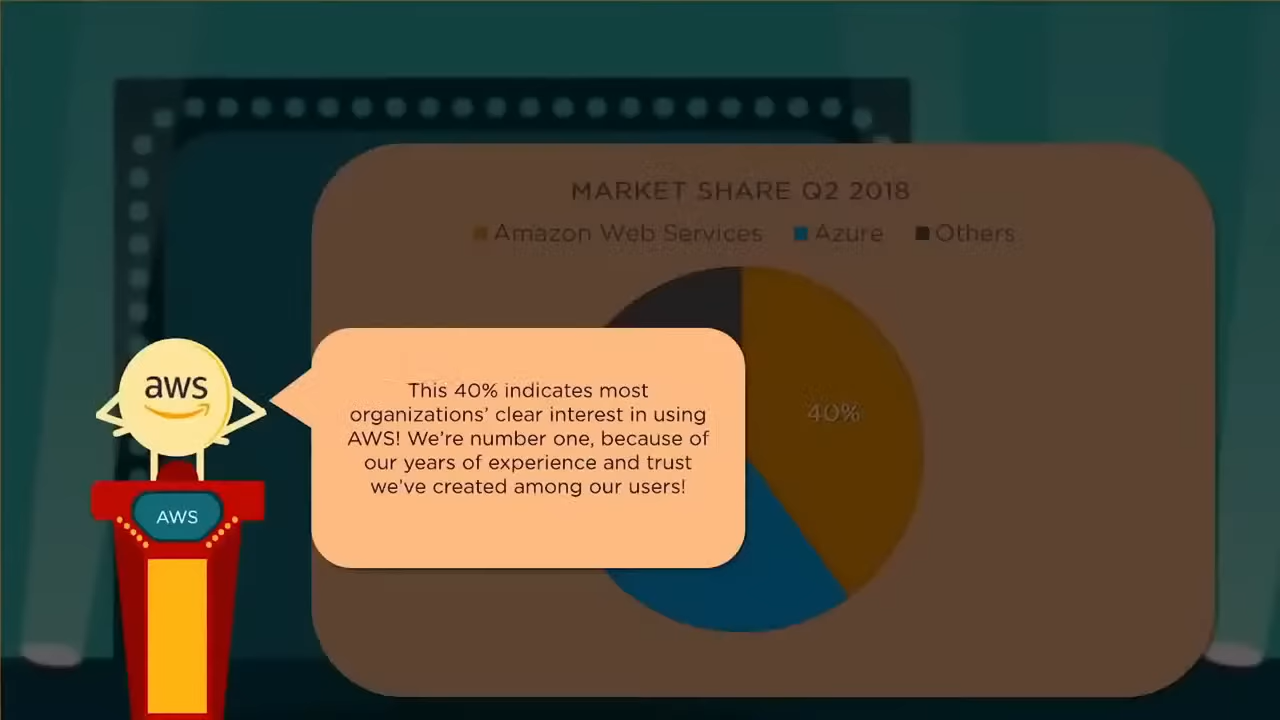 MARKET SHARE Q2 2018
Amazon Web Services Azure Others
40%
This 40% indicates most
organizations’ clear interest in using
AWS! We’re number one, because of
our years of experience and trust
we’ve created among our users!
aws
AWS